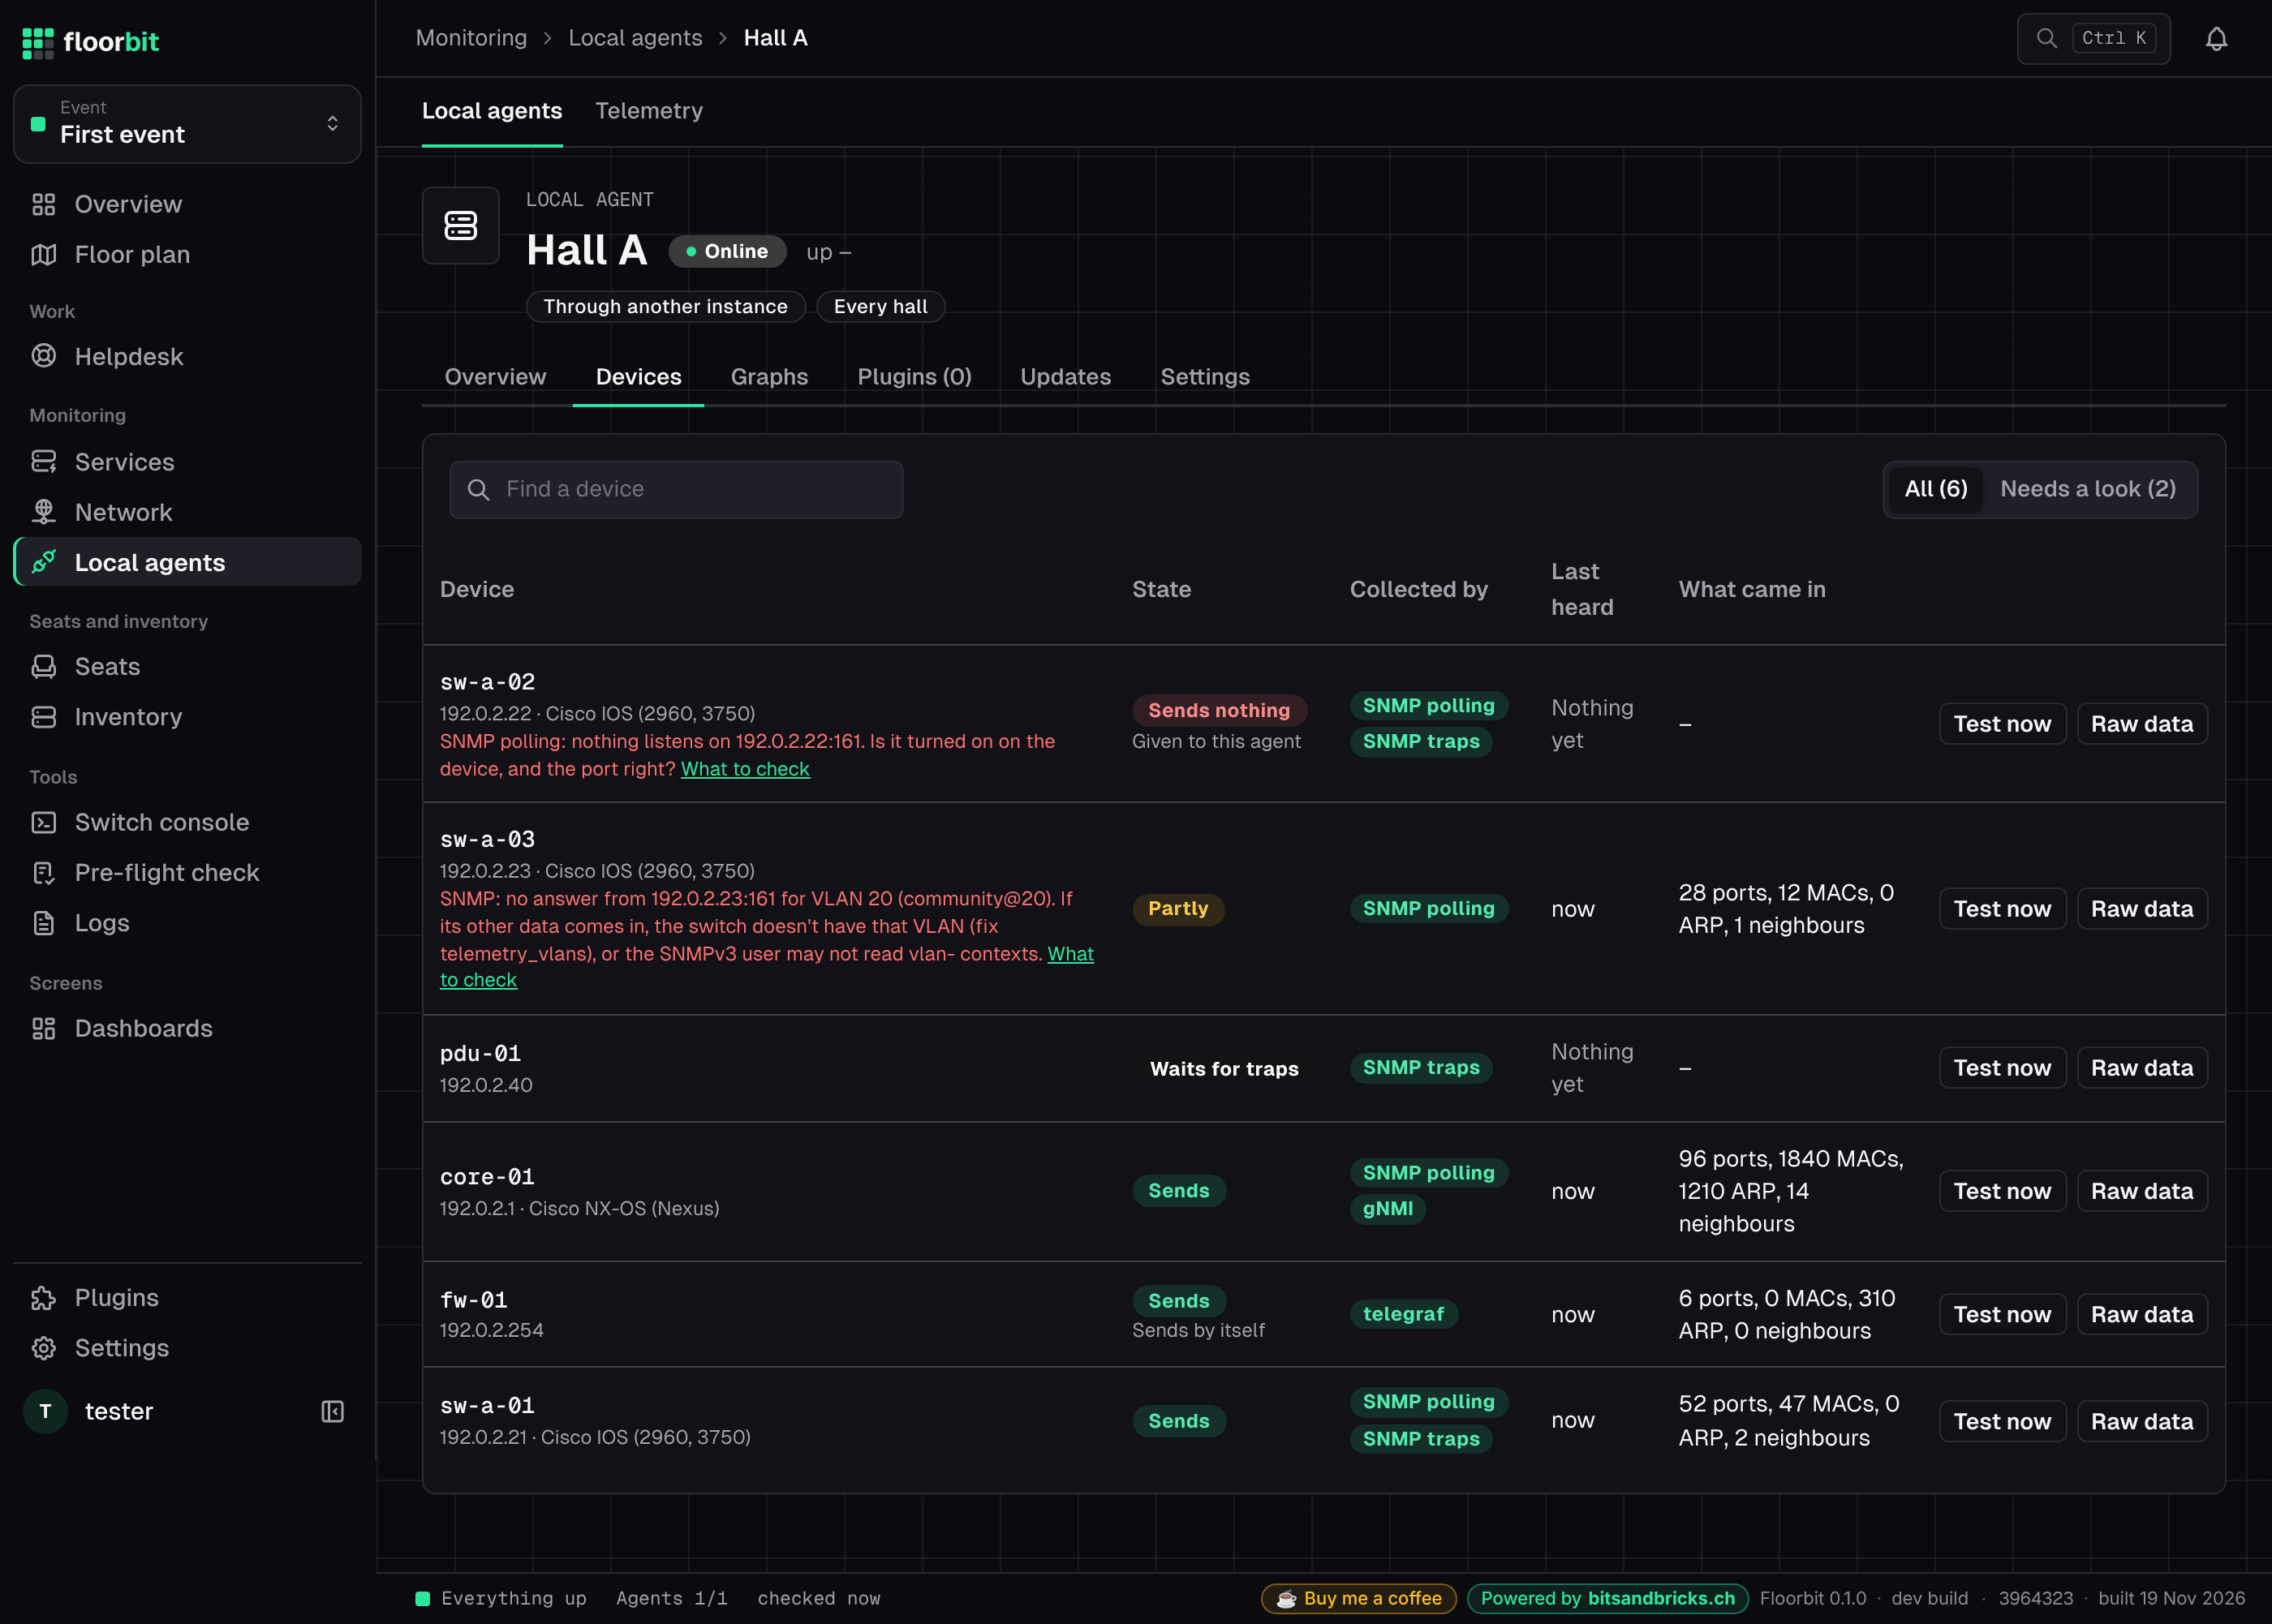 floorbit
Event
First event
Overview
Floor plan
Work
Helpdesk
Monitoring
Services
Network
Local agents
Seats and inventory
Seats
Inventory
Tools
Switch console
Pre-flight check
Logs
Screens
Dashboards
Plugins
Settings
T tester
Monitoring > Local agents > Hall A
Ctrl K
Local agents Telemetry
LOCAL AGENT
Hall A Online up –
Through another instance Every hall
Overview Devices Graphs Plugins (0) Updates Settings
Find a device
All (6) Needs a look (2)
Device State Collected by Last heard What came in
sw-a-02
192.0.2.22 · Cisco IOS (2960, 3750)
SNMP polling: nothing listens on 192.0.2.22:161. Is it turned on on the
device, and the port right? What to check
Sends nothing
Given to this agent
SNMP polling
SNMP traps
Nothing
yet
–
Test now Raw data
sw-a-03
192.0.2.23 · Cisco IOS (2960, 3750)
SNMP: no answer from 192.0.2.23:161 for VLAN 20 (community@20). If
its other data comes in, the switch doesn't have that VLAN (fix
telemetry_vlans), or the SNMPv3 user may not read vlan- contexts. What
to check
Partly
SNMP polling
now
28 ports, 12 MACs, 0
ARP, 1 neighbours
Test now Raw data
pdu-01
192.0.2.40
Waits for traps
SNMP traps
Nothing
yet
–
Test now Raw data
core-01
192.0.2.1 · Cisco NX-OS (Nexus)
Sends
SNMP polling
gNMI
now
96 ports, 1840 MACs,
1210 ARP, 14
neighbours
Test now Raw data
fw-01
192.0.2.254
Sends
Sends by itself
telegraf
now
6 ports, 0 MACs, 310
ARP, 0 neighbours
Test now Raw data
sw-a-01
192.0.2.21 · Cisco IOS (2960, 3750)
Sends
SNMP polling
SNMP traps
now
52 ports, 47 MACs, 0
ARP, 2 neighbours
Test now Raw data
Everything up Agents 1/1 checked now
Buy me a coffee Powered by bitsandbricks.ch Floorbit 0.1.0 · dev build · 3964323 · built 19 Nov 2026